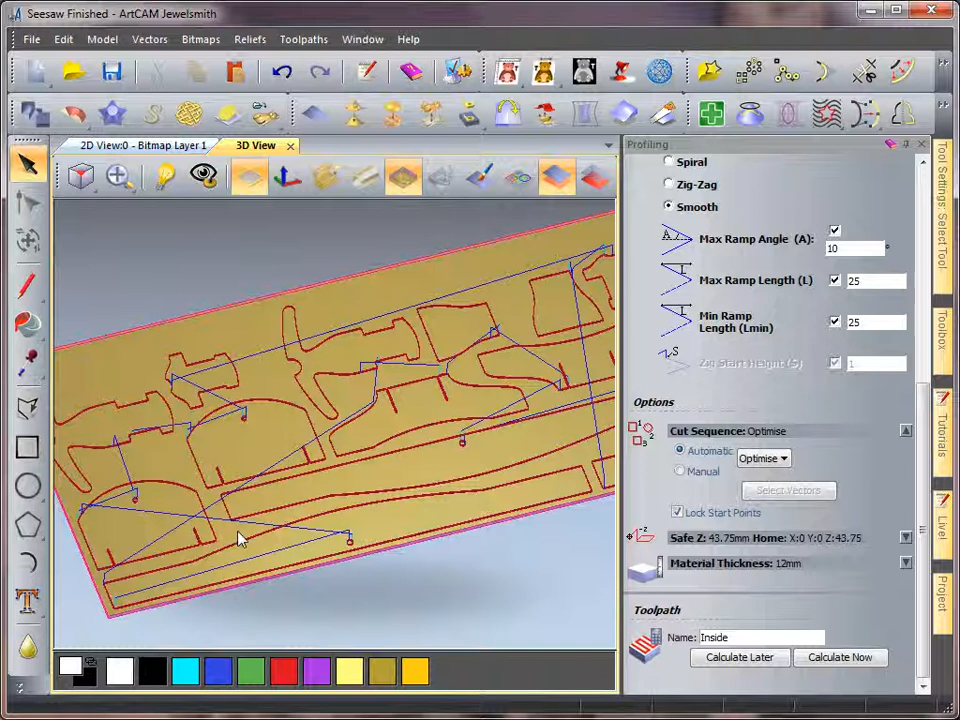 Seesaw Finished - ArtCAM Jewelsmith
File Edit Model Vectors Bitmaps Reliefs Toolpaths Window Help
2D View:0 - Bitmap Layer 1
3D View
Profiling
Spiral
Zig-Zag
Smooth
Max Ramp Angle (A):
10
°
Max Ramp Length (L)
25
Min Ramp
Length (Lmin)
25
Zig Start Height (S)
1
Options
Cut Sequence: Optimise
Automatic
Optimise
Manual
Select Vectors
Lock Start Points
Safe Z: 43.75mm Home: X:0 Y:0 Z:43.75
Material Thickness: 12mm
Toolpath
Name: Inside
Calculate Later
Calculate Now
Tool Settings: Select Tool
Toolbox
Tutorials
Live!
Project